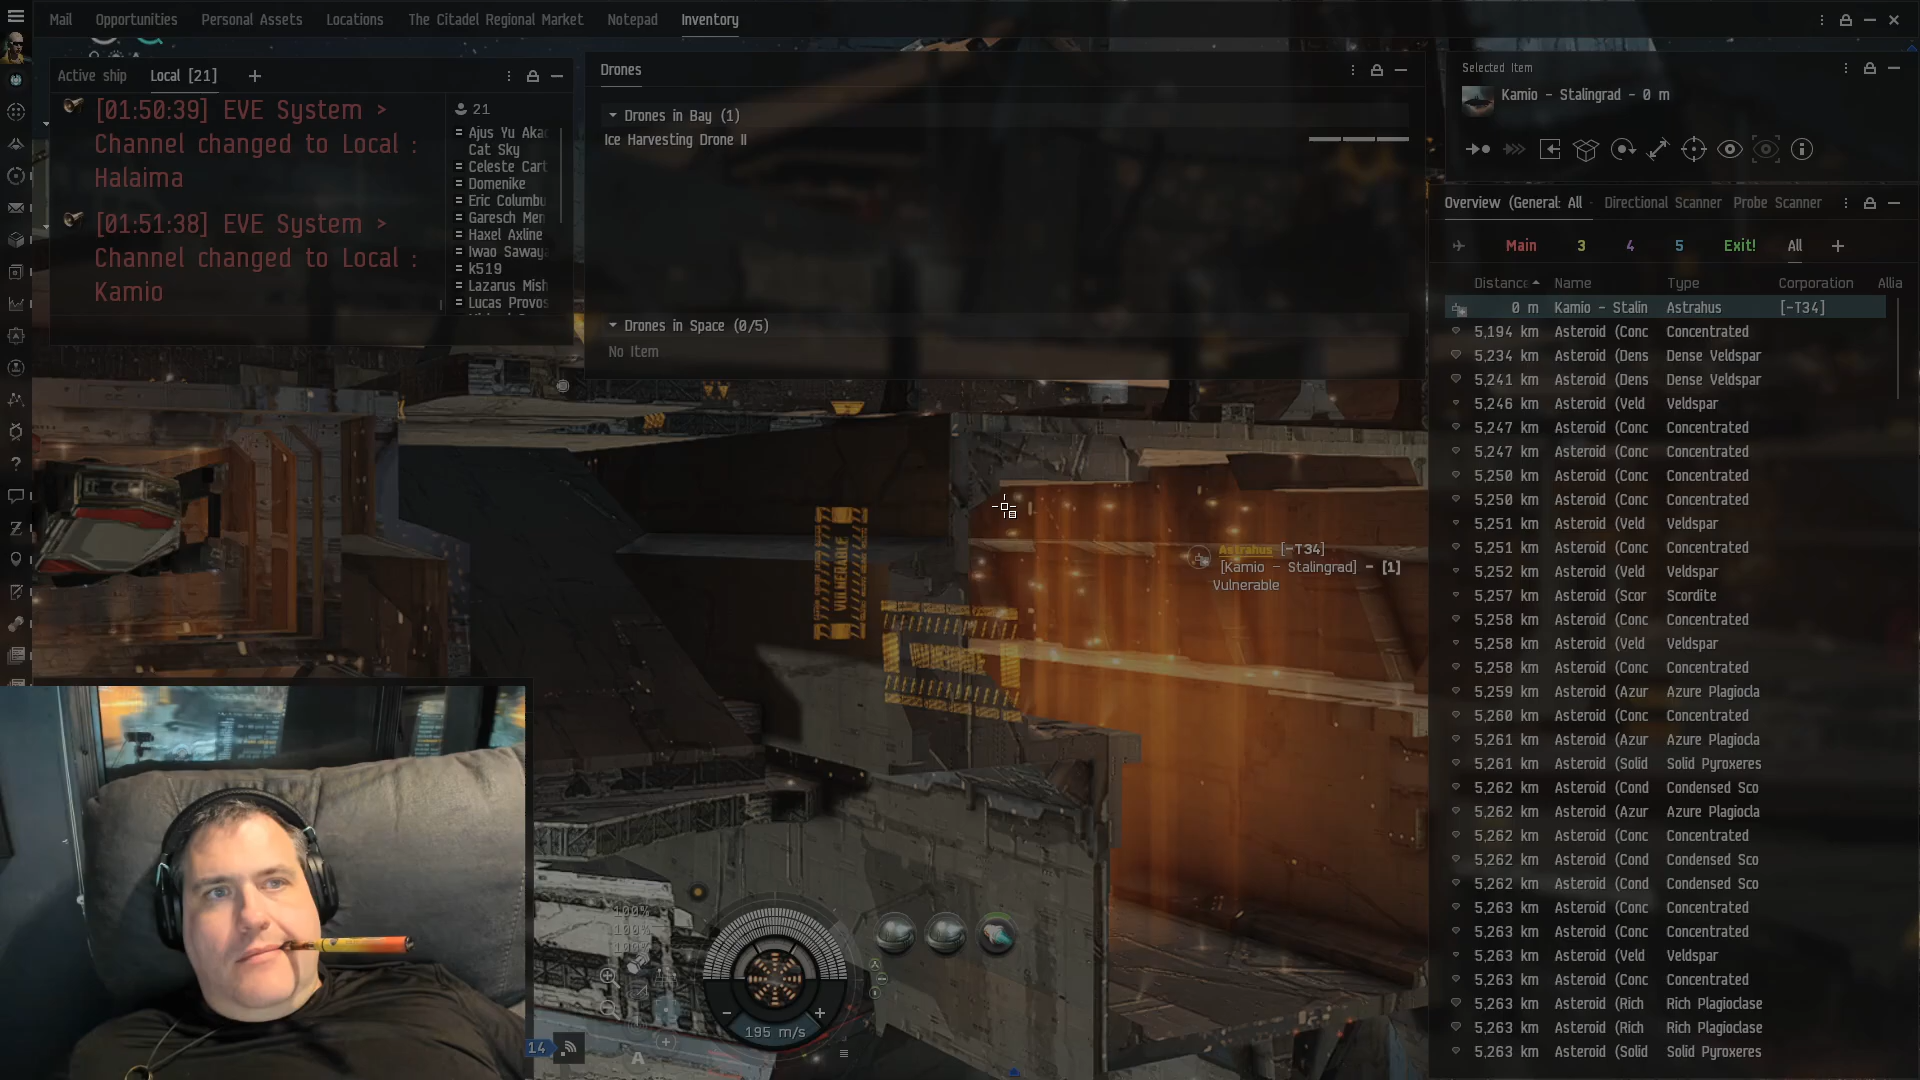 Mail Opportunities Personal Assets Locations The Citadel Regional Market Notepad Inventory
Active ship Local [21]
[01:50:39] EVE System >
Channel changed to Local :
Halaima
[01:51:38] EVE System >
Channel changed to Local :
Kamio
21
Ajus Yu Aka
Cat Sky
Celeste Cart
Domenike
Eric Columbu
Garesch Men
Haxel Axline
Iwao Saway
k519
Lazarus Mish
Lucas Provos
Drones
Drones in Bay (1)
Ice Harvesting Drone II
Drones in Space (0/5)
No Item
Selected Item
Kamio - Stalingrad - 0 m
Overview (General: All Directional Scanner Probe Scanner
Main 3 4 5 Exit! All
Distance Name Type Corporation Allia
0 m Kamio - Stalin Astrahus [-T34]
5,194 km Asteroid (Conc Concentrated
5,234 km Asteroid (Dens Dense Veldspar
5,241 km Asteroid (Dens Dense Veldspar
5,246 km Asteroid (Veld Veldspar
5,247 km Asteroid (Conc Concentrated
5,247 km Asteroid (Conc Concentrated
5,250 km Asteroid (Conc Concentrated
5,250 km Asteroid (Conc Concentrated
5,251 km Asteroid (Veld Veldspar
5,251 km Asteroid (Conc Concentrated
5,252 km Asteroid (Veld Veldspar
5,257 km Asteroid (Scor Scordite
5,258 km Asteroid (Conc Concentrated
5,258 km Asteroid (Veld Veldspar
5,258 km Asteroid (Conc Concentrated
5,259 km Asteroid (Azur Azure Plagiocla
5,260 km Asteroid (Conc Concentrated
5,261 km Asteroid (Azur Azure Plagiocla
5,261 km Asteroid (Solid Solid Pyroxeres
5,262 km Asteroid (Cond Condensed Sco
5,262 km Asteroid (Azur Azure Plagiocla
5,262 km Asteroid (Conc Concentrated
5,262 km Asteroid (Cond Condensed Sco
5,262 km Asteroid (Cond Condensed Sco
5,263 km Asteroid (Conc Concentrated
5,263 km Asteroid (Conc Concentrated
5,263 km Asteroid (Veld Veldspar
5,263 km Asteroid (Conc Concentrated
5,263 km Asteroid (Rich Rich Plagioclase
5,263 km Asteroid (Rich Rich Plagioclase
5,263 km Asteroid (Solid Solid Pyroxeres
VULNERABLE
Astrahus [-T34]
[Kamio - Stalingrad] - [1]
Vulnerable
100%
100%
100%
195 m/s
14
A